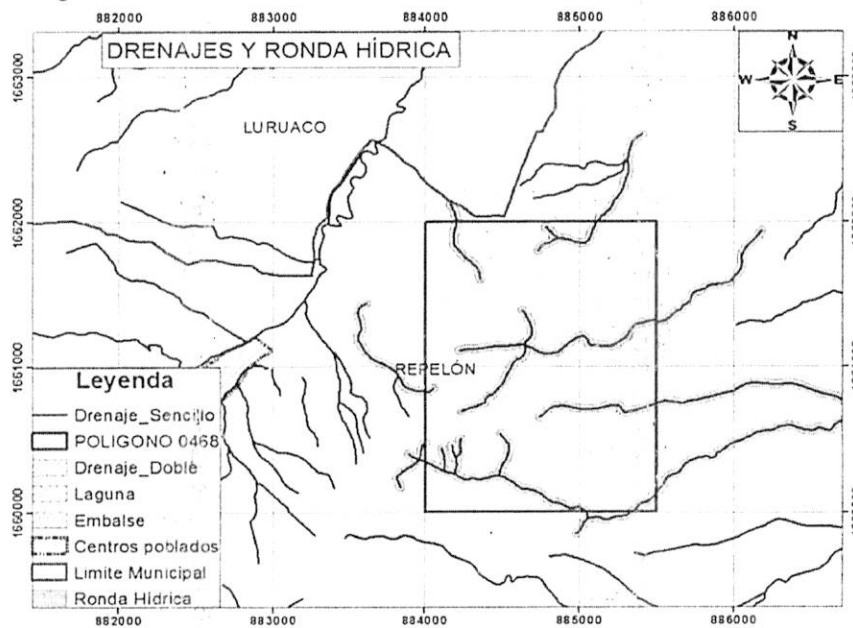 882000 883000 884000 885000 886000
DRENAJES Y RONDA HÍDRICA
N
W E
S
1663000
LURUACO
1662000
1661000
REPELÓN
Leyenda
Drenaje_Sencillo
POLIGONO 0468
Drenaje_Doble
Laguna
Embalse
Centros poblados
Limite Municipal
Ronda Hidrica
1660000
882000 883000 884000 885000 886000